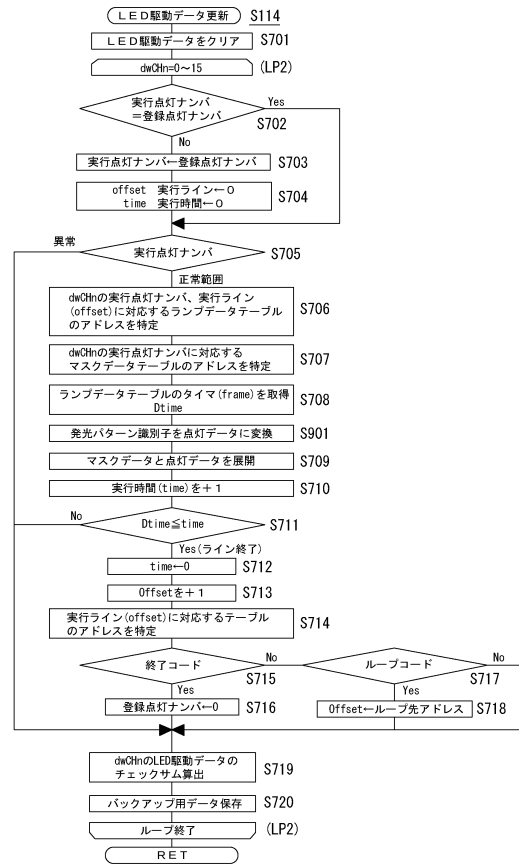 LED駆動データ更新 S114
LED駆動データをクリア S701
dwCHn=0～15 (LP2)
実行点灯ナンバ
＝登録点灯ナンバ
Yes
S702
No
実行点灯ナンバ←登録点灯ナンバ S703
offset 実行ライン←0
time 実行時間←0
S704
異常
実行点灯ナンバ S705
正常範囲
dwCHnの実行点灯ナンバ、実行ライン
(offset)に対応するランプデータテーブル
のアドレスを特定
S706
dwCHnの実行点灯ナンバに対応する
マスクデータテーブルのアドレスを特定
S707
ランプデータテーブルのタイマ(frame)を取得
Dtime
S708
発光パターン識別子を点灯データに変換 S901
マスクデータと点灯データを展開 S709
実行時間(time)を＋1 S710
No
Dtime≦time S711
Yes(ライン終了)
time←0 S712
Offsetを＋1 S713
実行ライン(offset)に対応するテーブル
のアドレスを特定
S714
終了コード No
S715
ループコード No
S717
Yes
登録点灯ナンバ←0 S716
Yes
Offset←ループ先アドレス S718
dwCHnのLED駆動データの
チェックサム算出
S719
バックアップ用データ保存 S720
ループ終了 (LP2)
RET